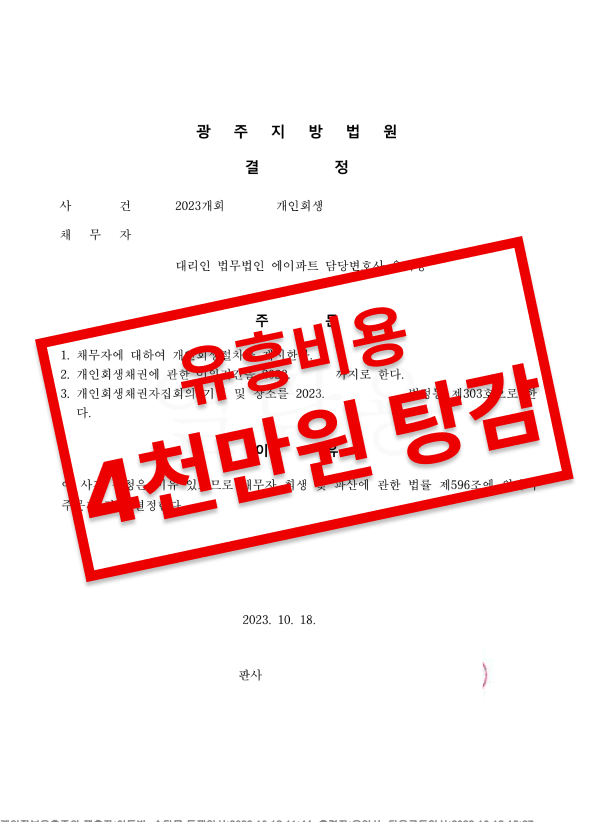 광 주 지 방 법 원
결 정
사 건 2023개회 개인회생
채 무 자
대리인 법무법인 에이파트 담당변호사
주 문
유흥비용
1. 채무자에 대하여 개인회생절차를 개시한다.
2. 개인회생채권에 관한 이의기간을 2023. 까지로 한다.
3. 개인회생채권자집회의 기 및 장소를 2023. 법정동 제303호 로 한
다.
4천만원 탕감
이 유
이 사 신청은 이유 있으므로 채무자 회생 및 파산에 관한 법률 제596조에 의하여
주문 결정한다.
2023. 10. 18.
판사